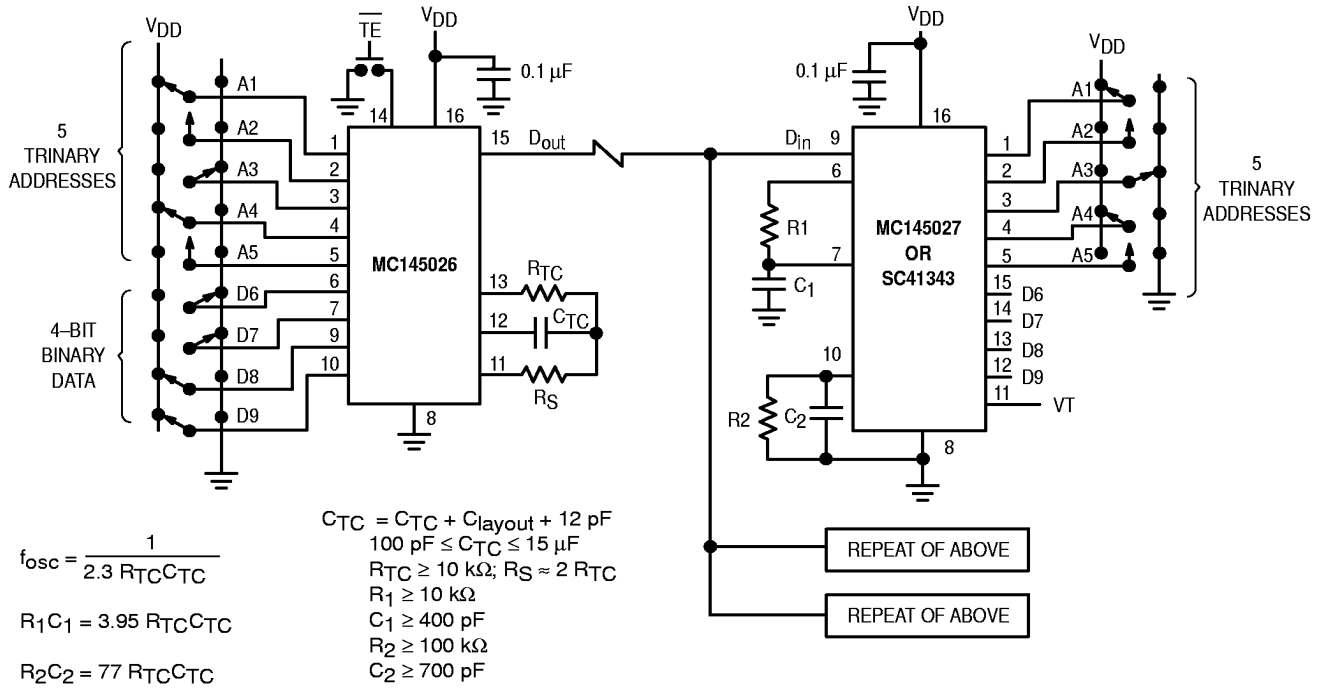 VDD
5
TRINARY
ADDRESSES
4–BIT
BINARY
DATA
A1
A2
A3
A4
A5
D6
D7
D8
D9
TE
VDD
0.1 µF
14
16
1
2
3
4
5
6
7
9
10
MC145026
15
Dout
13
RTC
12
CTC
11
RS
8
VDD
0.1 µF
16
Din
9
6
R1
7
C1
10
R2
C2
MC145027
OR
SC41343
8
1
2
3
4
5
15
D6
14
D7
13
D8
12
D9
11
VT
VDD
A1
A2
A3
A4
A5
5
TRINARY
ADDRESSES
REPEAT OF ABOVE
REPEAT OF ABOVE
fosc = 1
2.3 RTCCTC
R1C1 = 3.95 RTCCTC
R2C2 = 77 RTCCTC
CTC = CTC + Clayout + 12 pF
100 pF ≤ CTC ≤ 15 µF
RTC ≥ 10 kΩ; RS ≈ 2 RTC
R1 ≥ 10 kΩ
C1 ≥ 400 pF
R2 ≥ 100 kΩ
C2 ≥ 700 pF